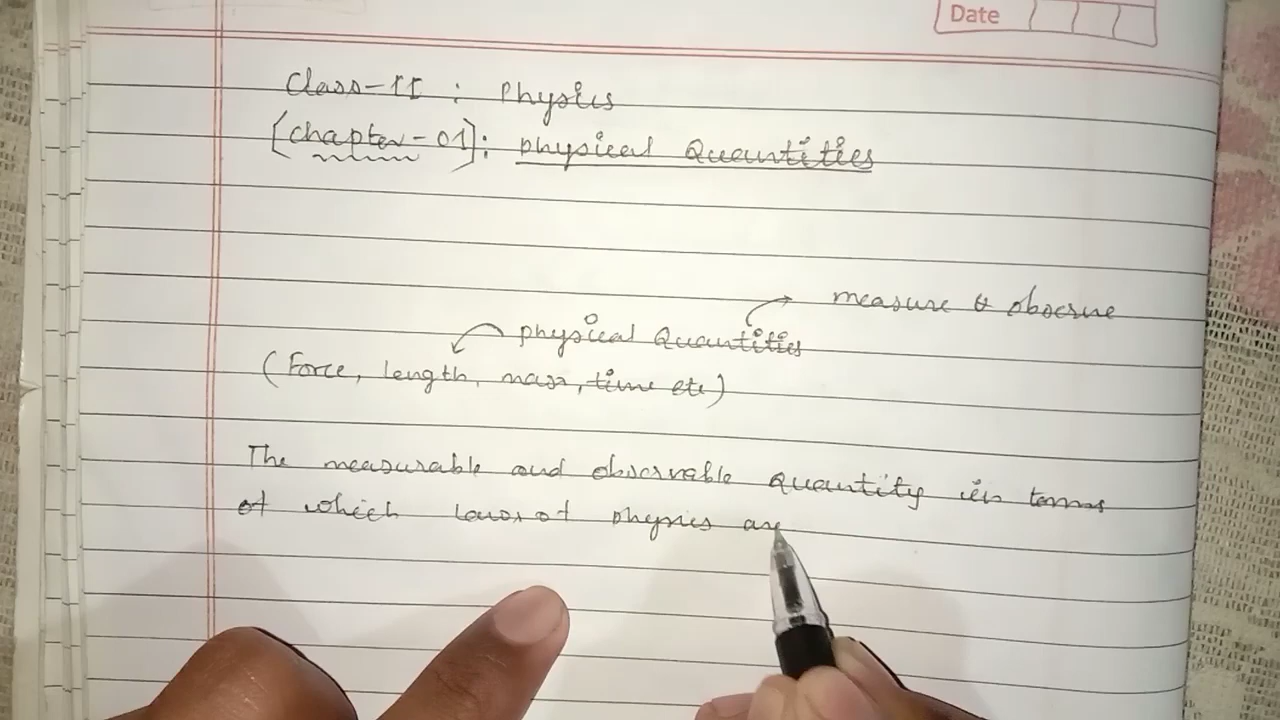 Date
Class-11 : Physics
[Chapter-01]: Physical Quantities
measure & observe
physical Quantities
(Force, length, mass, time etc)
The measurable and observable quantity in terms
of which laws of physics are